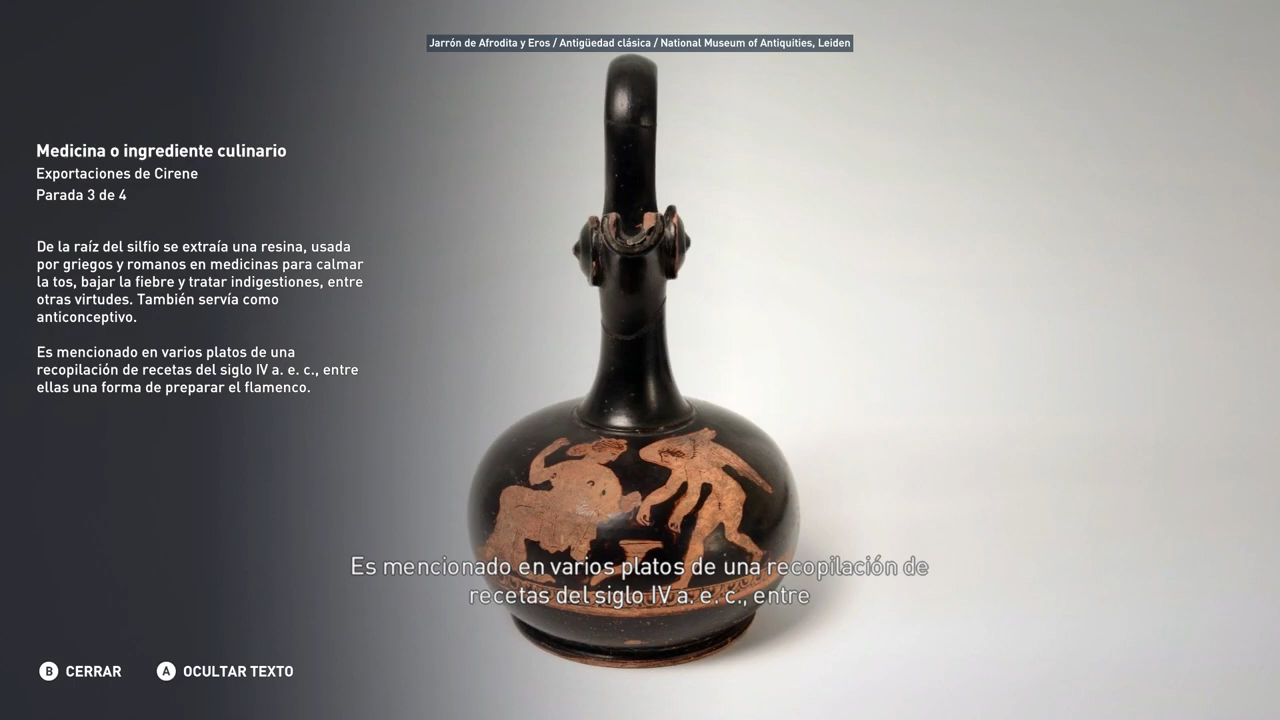 Jarrón de Afrodita y Eros / Antigüedad clásica / National Museum of Antiquities, Leiden
Medicina o ingrediente culinario
Exportaciones de Cirene
Parada 3 de 4
De la raíz del silfio se extraía una resina, usada
por griegos y romanos en medicinas para calmar
la tos, bajar la fiebre y tratar indigestiones, entre
otras virtudes. También servía como
anticonceptivo.
Es mencionado en varios platos de una
recopilación de recetas del siglo IV a. e. c., entre
ellas una forma de preparar el flamenco.
Es mencionado en varios platos de una recopilación de
recetas del siglo IV a. e. c., entre
B CERRAR A OCULTAR TEXTO